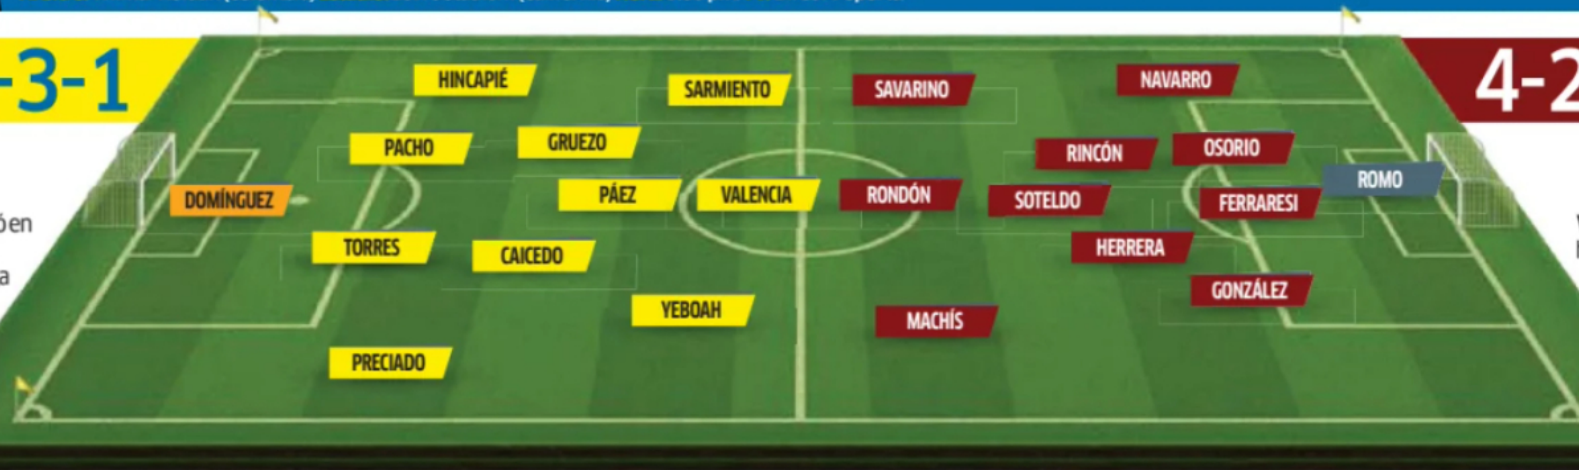 -3-1
4-2
HINCAPIÉ
SARMIENTO
SAVARINO
NAVARRO
PACHO
GRUEZO
RINCÓN
OSORIO
DOMÍNGUEZ
PÁEZ
VALENCIA
RONDÓN
SOTELDO
FERRARESI
ROMO
TORRES
CAICEDO
HERRERA
YEBOAH
MACHÍS
GONZÁLEZ
PRECIADO